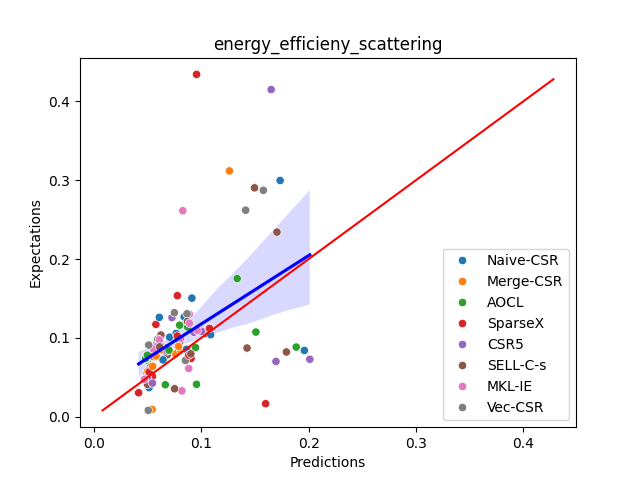 energy_efficieny_scattering
Expectations
0.4
0.3
0.2
0.1
0.0
0.0 0.1 0.2 0.3 0.4
Predictions
Naive-CSR
Merge-CSR
AOCL
SparseX
CSR5
SELL-C-s
MKL-IE
Vec-CSR